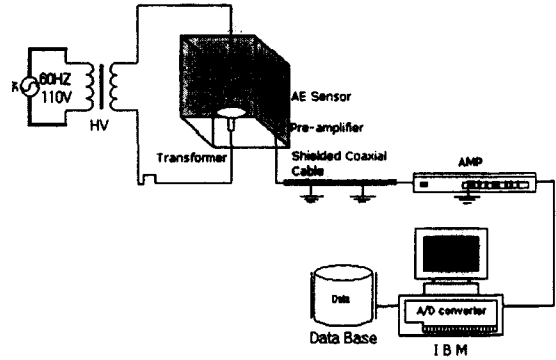 60HZ
110V
HV
AE Sensor
Pre-amplifier
Transformer
Shielded Coaxial
Cable
AMP
Data
A/D converter
Data Base
IBM